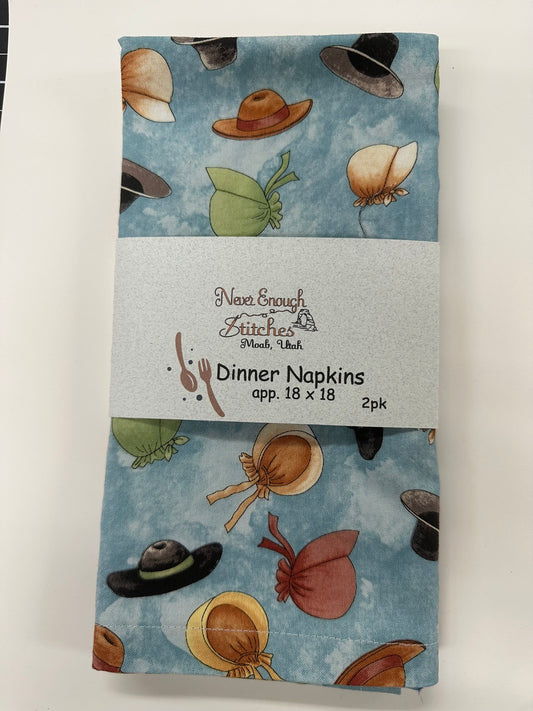 Never Enough
Stitches
Moab, Utah
Dinner Napkins
app. 18 x 18
2pk